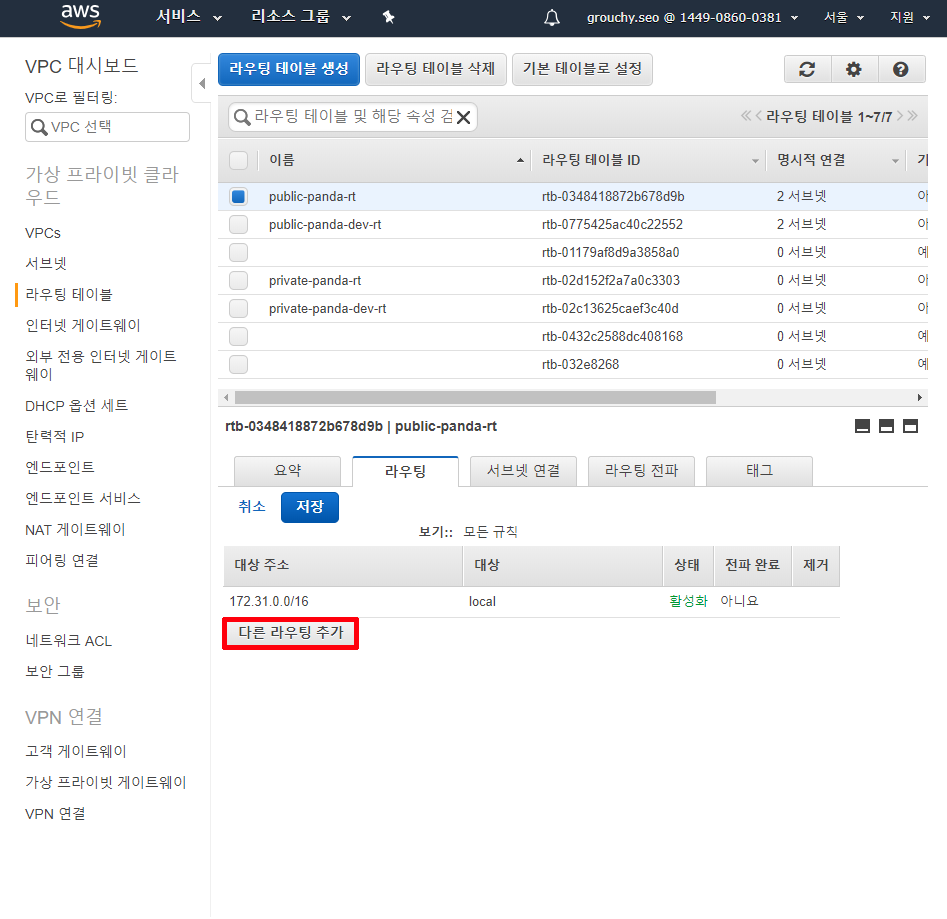 aws 서비스 리소스 그룹 grouchy.seo @ 1449-0860-0381 서울 지원
VPC 대시보드
VPC로 필터링:
VPC 선택
가상 프라이빗 클라
우드
VPCs
서브넷
라우팅 테이블
인터넷 게이트웨이
외부 전용 인터넷 게이트
웨이
DHCP 옵션 세트
탄력적 IP
엔드포인트
엔드포인트 서비스
NAT 게이트웨이
피어링 연결
보안
네트워크 ACL
보안 그룹
VPN 연결
고객 게이트웨이
가상 프라이빗 게이트웨이
VPN 연결
라우팅 테이블 생성 라우팅 테이블 삭제 기본 테이블로 설정
라우팅 테이블 및 해당 속성 검 라우팅 테이블 1~7/7
이름 라우팅 테이블 ID 명시적 연결
public-panda-rt rtb-0348418872b678d9b 2 서브넷
public-panda-dev-rt rtb-0775425ac40c22552 2 서브넷
rtb-01179af8d9a3858a0 0 서브넷 예
private-panda-rt rtb-02d152f2a7a0c3303 0 서브넷
private-panda-dev-rt rtb-02c13625caef3c40d 0 서브넷
rtb-0432c2588dc408168 0 서브넷 예
rtb-032e8268 0 서브넷 예
rtb-0348418872b678d9b | public-panda-rt
요약 라우팅 서브넷 연결 라우팅 전파 태그
취소 저장
보기:: 모든 규칙
대상 주소 대상 상태 전파 완료 제거
172.31.0.0/16 local 활성화 아니요
다른 라우팅 추가